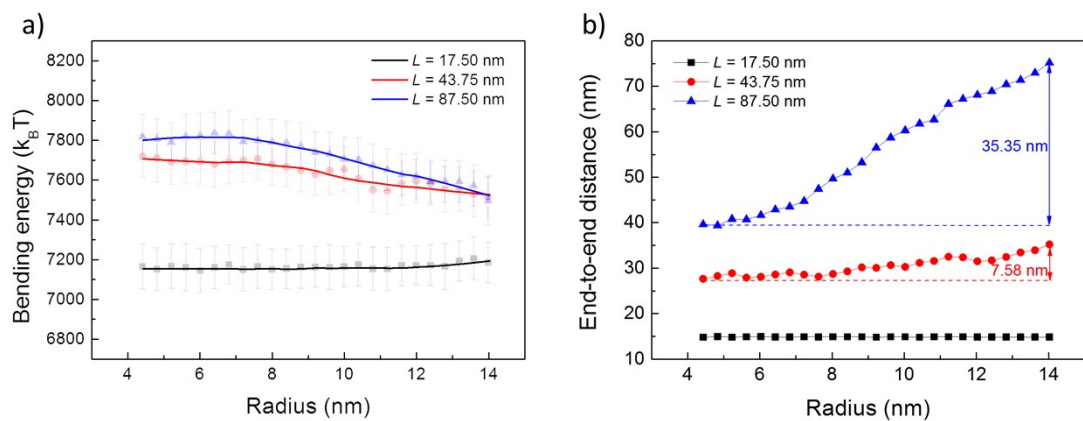 a)
Bending energy (k_BT)
8200
8000
7800
7600
7400
7200
7000
6800
L = 17.50 nm
L = 43.75 nm
L = 87.50 nm
4 6 8 10 12 14
Radius (nm)
b)
End-to-end distance (nm)
80
70
60
50
40
30
20
10
L = 17.50 nm
L = 43.75 nm
L = 87.50 nm
35.35 nm
7.58 nm
4 6 8 10 12 14
Radius (nm)